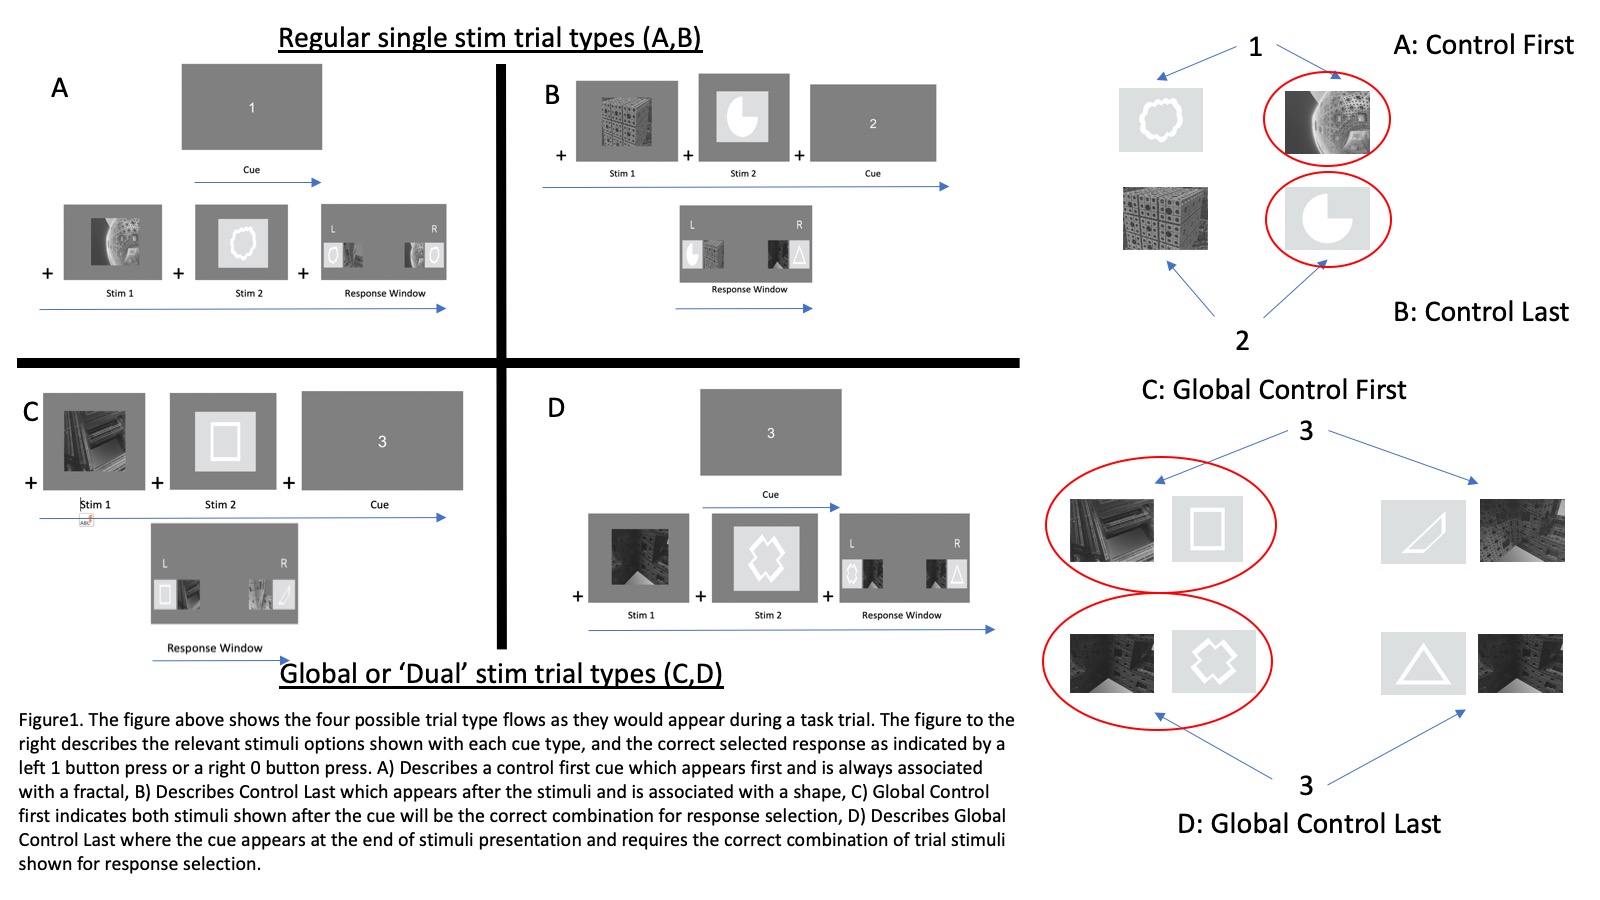 Regular single stim trial types (A,B)
A
1
Cue
+
Stim 1
+
Stim 2
+
L
R
Response Window
B
+
Stim 1
+
Stim 2
+
2
Cue
L
R
Response Window
C
+
Stim 1
ABC
+
Stim 2
+
3
Cue
L
R
Response Window
D
3
Cue
+
Stim 1
+
Stim 2
+
L
R
Response Window
Global or ‘Dual’ stim trial types (C,D)
1
A: Control First
B: Control Last
2
C: Global Control First
3
3
D: Global Control Last
Figure1. The figure above shows the four possible trial type flows as they would appear during a task trial. The figure to the
right describes the relevant stimuli options shown with each cue type, and the correct selected response as indicated by a
left 1 button press or a right 0 button press. A) Describes a control first cue which appears first and is always associated
with a fractal, B) Describes Control Last which appears after the stimuli and is associated with a shape, C) Global Control
first indicates both stimuli shown after the cue will be the correct combination for response selection, D) Describes Global
Control Last where the cue appears at the end of stimuli presentation and requires the correct combination of trial stimuli
shown for response selection.